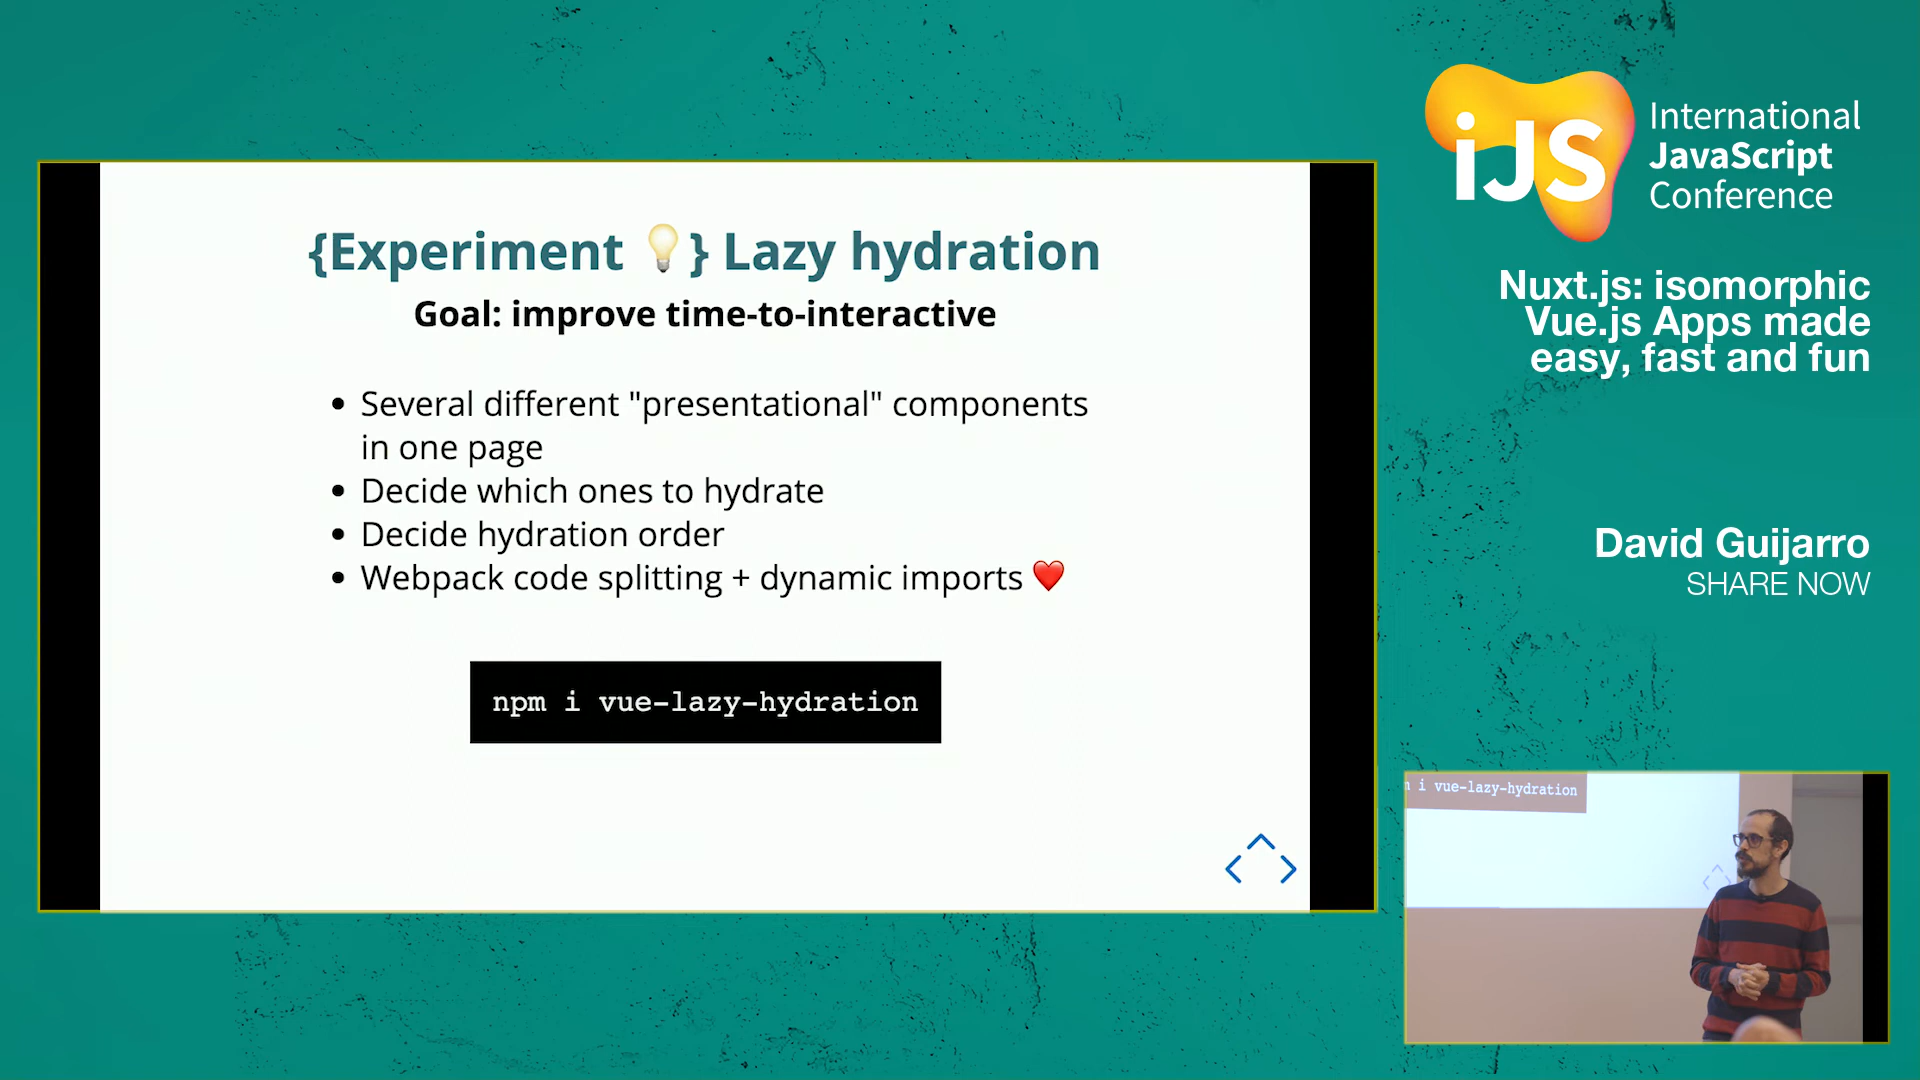 {Experiment 💡} Lazy hydration
Goal: improve time-to-interactive
• Several different "presentational" components
in one page
• Decide which ones to hydrate
• Decide hydration order
• Webpack code splitting + dynamic imports ❤️
npm i vue-lazy-hydration
iJS
International
JavaScript
Conference
Nuxt.js: isomorphic
Vue.js Apps made
easy, fast and fun
David Guijarro
SHARE NOW
i vue-lazy-hydration